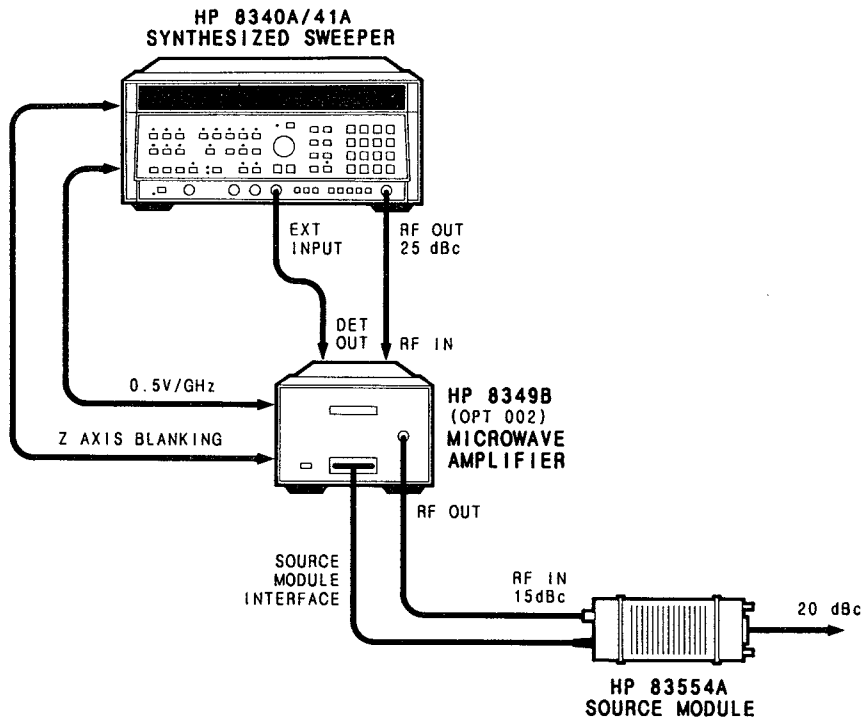 HP 8340A/41A
SYNTHESIZED SWEEPER
EXT
INPUT
RF OUT
25 dBc
DET
OUT
RF IN
0.5V/GHz
Z AXIS BLANKING
HP 8349B
(OPT 002)
MICROWAVE
AMPLIFIER
RF OUT
SOURCE
MODULE
INTERFACE
RF IN
15dBc
20 dBc
HP 83554A
SOURCE MODULE